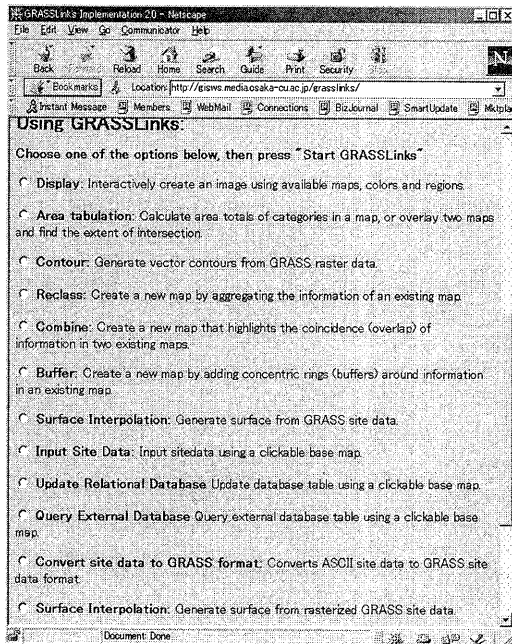 GRASSLinks Implementation 2.0 - Netscape
File Edit View Go Communicator Help
Back Reload Home Search Guide Print Security
Bookmarks Location: http://gisws.media.osaka-cu.ac.jp/grasslinks/
Instant Message Members WebMail Connections BizJournal SmartUpdate Mktpla
Using GRASSLinks:
Choose one of the options below, then press "Start GRASSLinks"
Display: Interactively create an image using available maps, colors and regions.
Area tabulation: Calculate area totals of categories in a map, or overlay two maps
and find the extent of intersection.
Contour: Generate vector contours from GRASS raster data.
Reclass: Create a new map by aggregating the information of an existing map.
Combine: Create a new map that highlights the coincidence (overlap) of
information in two existing maps.
Buffer: Create a new map by adding concentric rings (buffers) around information
in an existing map.
Surface Interpolation: Generate surface from GRASS site data.
Input Site Data: Input sitedata using a clickable base map.
Update Relational Database Update database table using a clickable base map.
Query External Database Query external database table using a clickable base
map.
Convert site data to GRASS format: Converts ASCII site data to GRASS site
data format.
Surface Interpolation: Generate surface from rasterized GRASS site data.
Document: Done